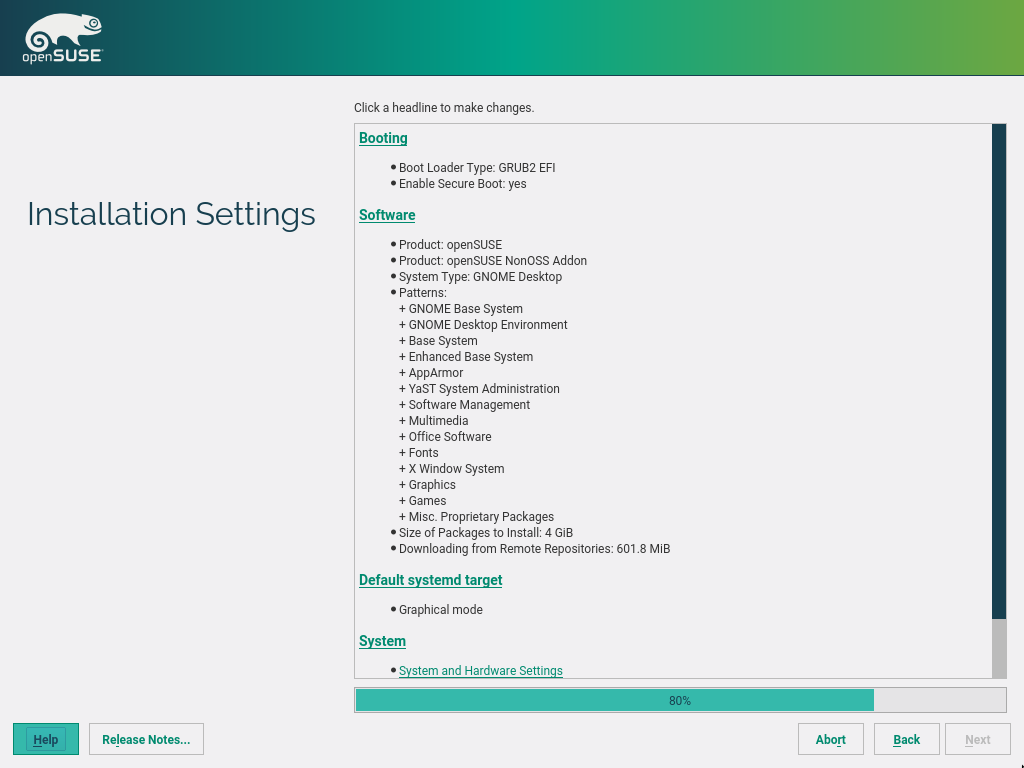 openSUSE
Click a headline to make changes.
Installation Settings
Booting
Boot Loader Type: GRUB2 EFI
Enable Secure Boot: yes
Software
Product: openSUSE
Product: openSUSE NonOSS Addon
System Type: GNOME Desktop
Patterns:
+ GNOME Base System
+ GNOME Desktop Environment
+ Base System
+ Enhanced Base System
+ AppArmor
+ YaST System Administration
+ Software Management
+ Multimedia
+ Office Software
+ Fonts
+ X Window System
+ Graphics
+ Games
+ Misc. Proprietary Packages
Size of Packages to Install: 4 GiB
Downloading from Remote Repositories: 601.8 MiB
Default systemd target
Graphical mode
System
System and Hardware Settings
80%
Help
Release Notes...
Abort
Back
Next